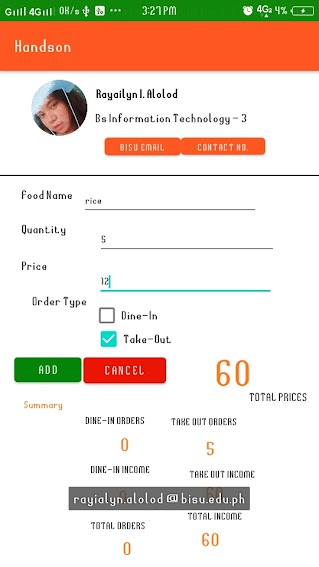 4G 4G 0K/s ... 3:27 PM 4G2 4%
Handson
Rayailyn I. Alolod
Bs Information Technology - 3
BISU EMAIL CONTACT NO.
Food Name rice
Quantity 5
Price 12
Order Type
Dine-In
Take-Out
ADD CANCEL 60
TOTAL PRICES
Summary
DINE-IN ORDERS TAKE OUT ORDERS
0 5
DINE-IN INCOME TAKE OUT INCOME
60
rayialyn.alolod @ bisu.edu.ph
TOTAL ORDERS TOTAL INCOME
0 60